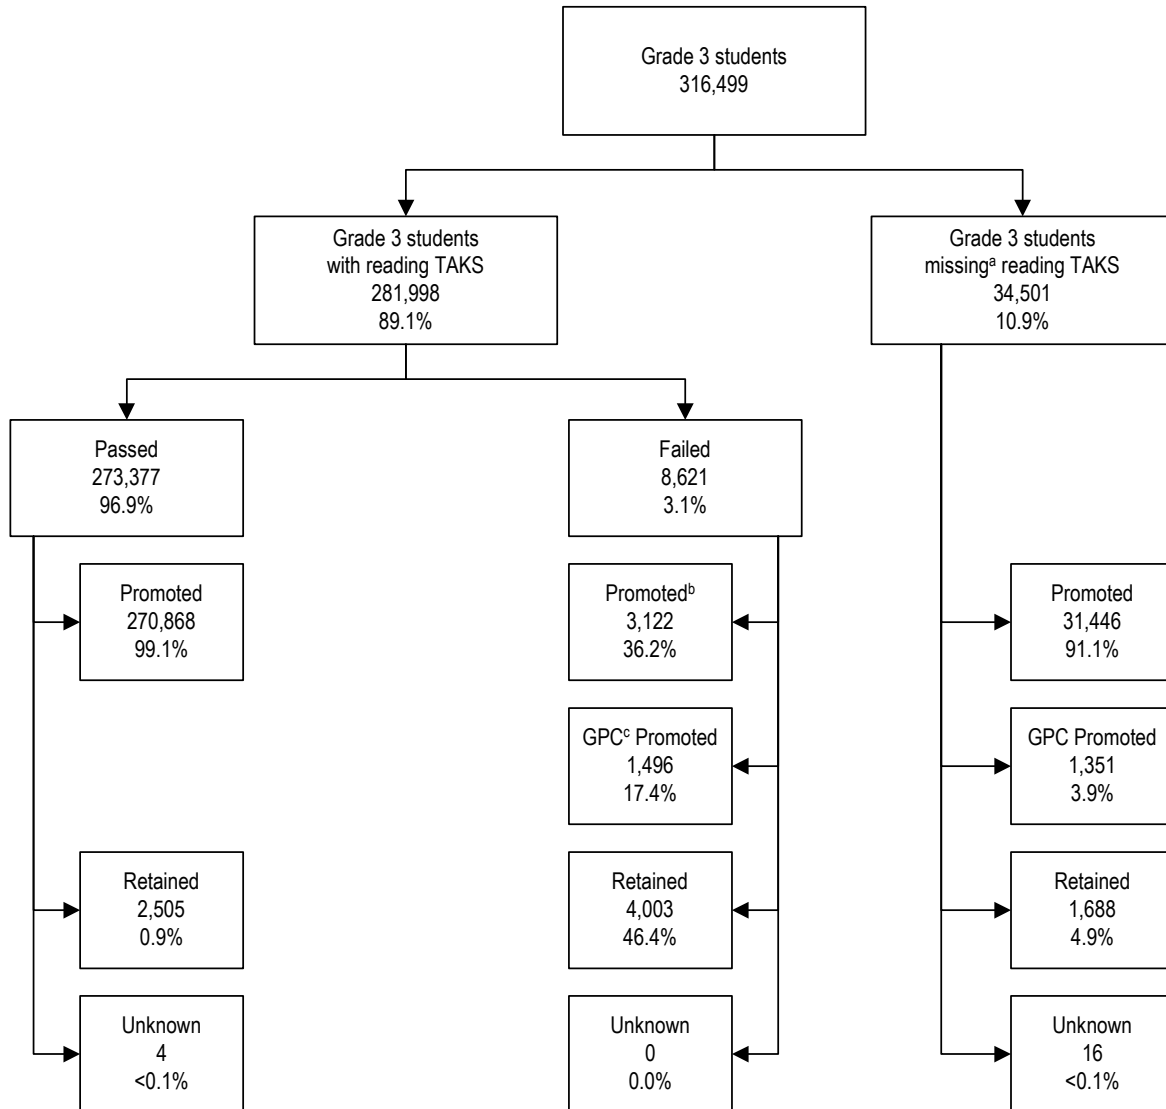 Grade 3 students
316,499
Grade 3 students
with reading TAKS
281,998
89.1%
Grade 3 students
missingᵃ reading TAKS
34,501
10.9%
Passed
273,377
96.9%
Failed
8,621
3.1%
Promoted
270,868
99.1%
Promotedᵇ
3,122
36.2%
Promoted
31,446
91.1%
GPCᶜ Promoted
1,496
17.4%
GPC Promoted
1,351
3.9%
Retained
2,505
0.9%
Retained
4,003
46.4%
Retained
1,688
4.9%
Unknown
4
<0.1%
Unknown
0
0.0%
Unknown
16
<0.1%